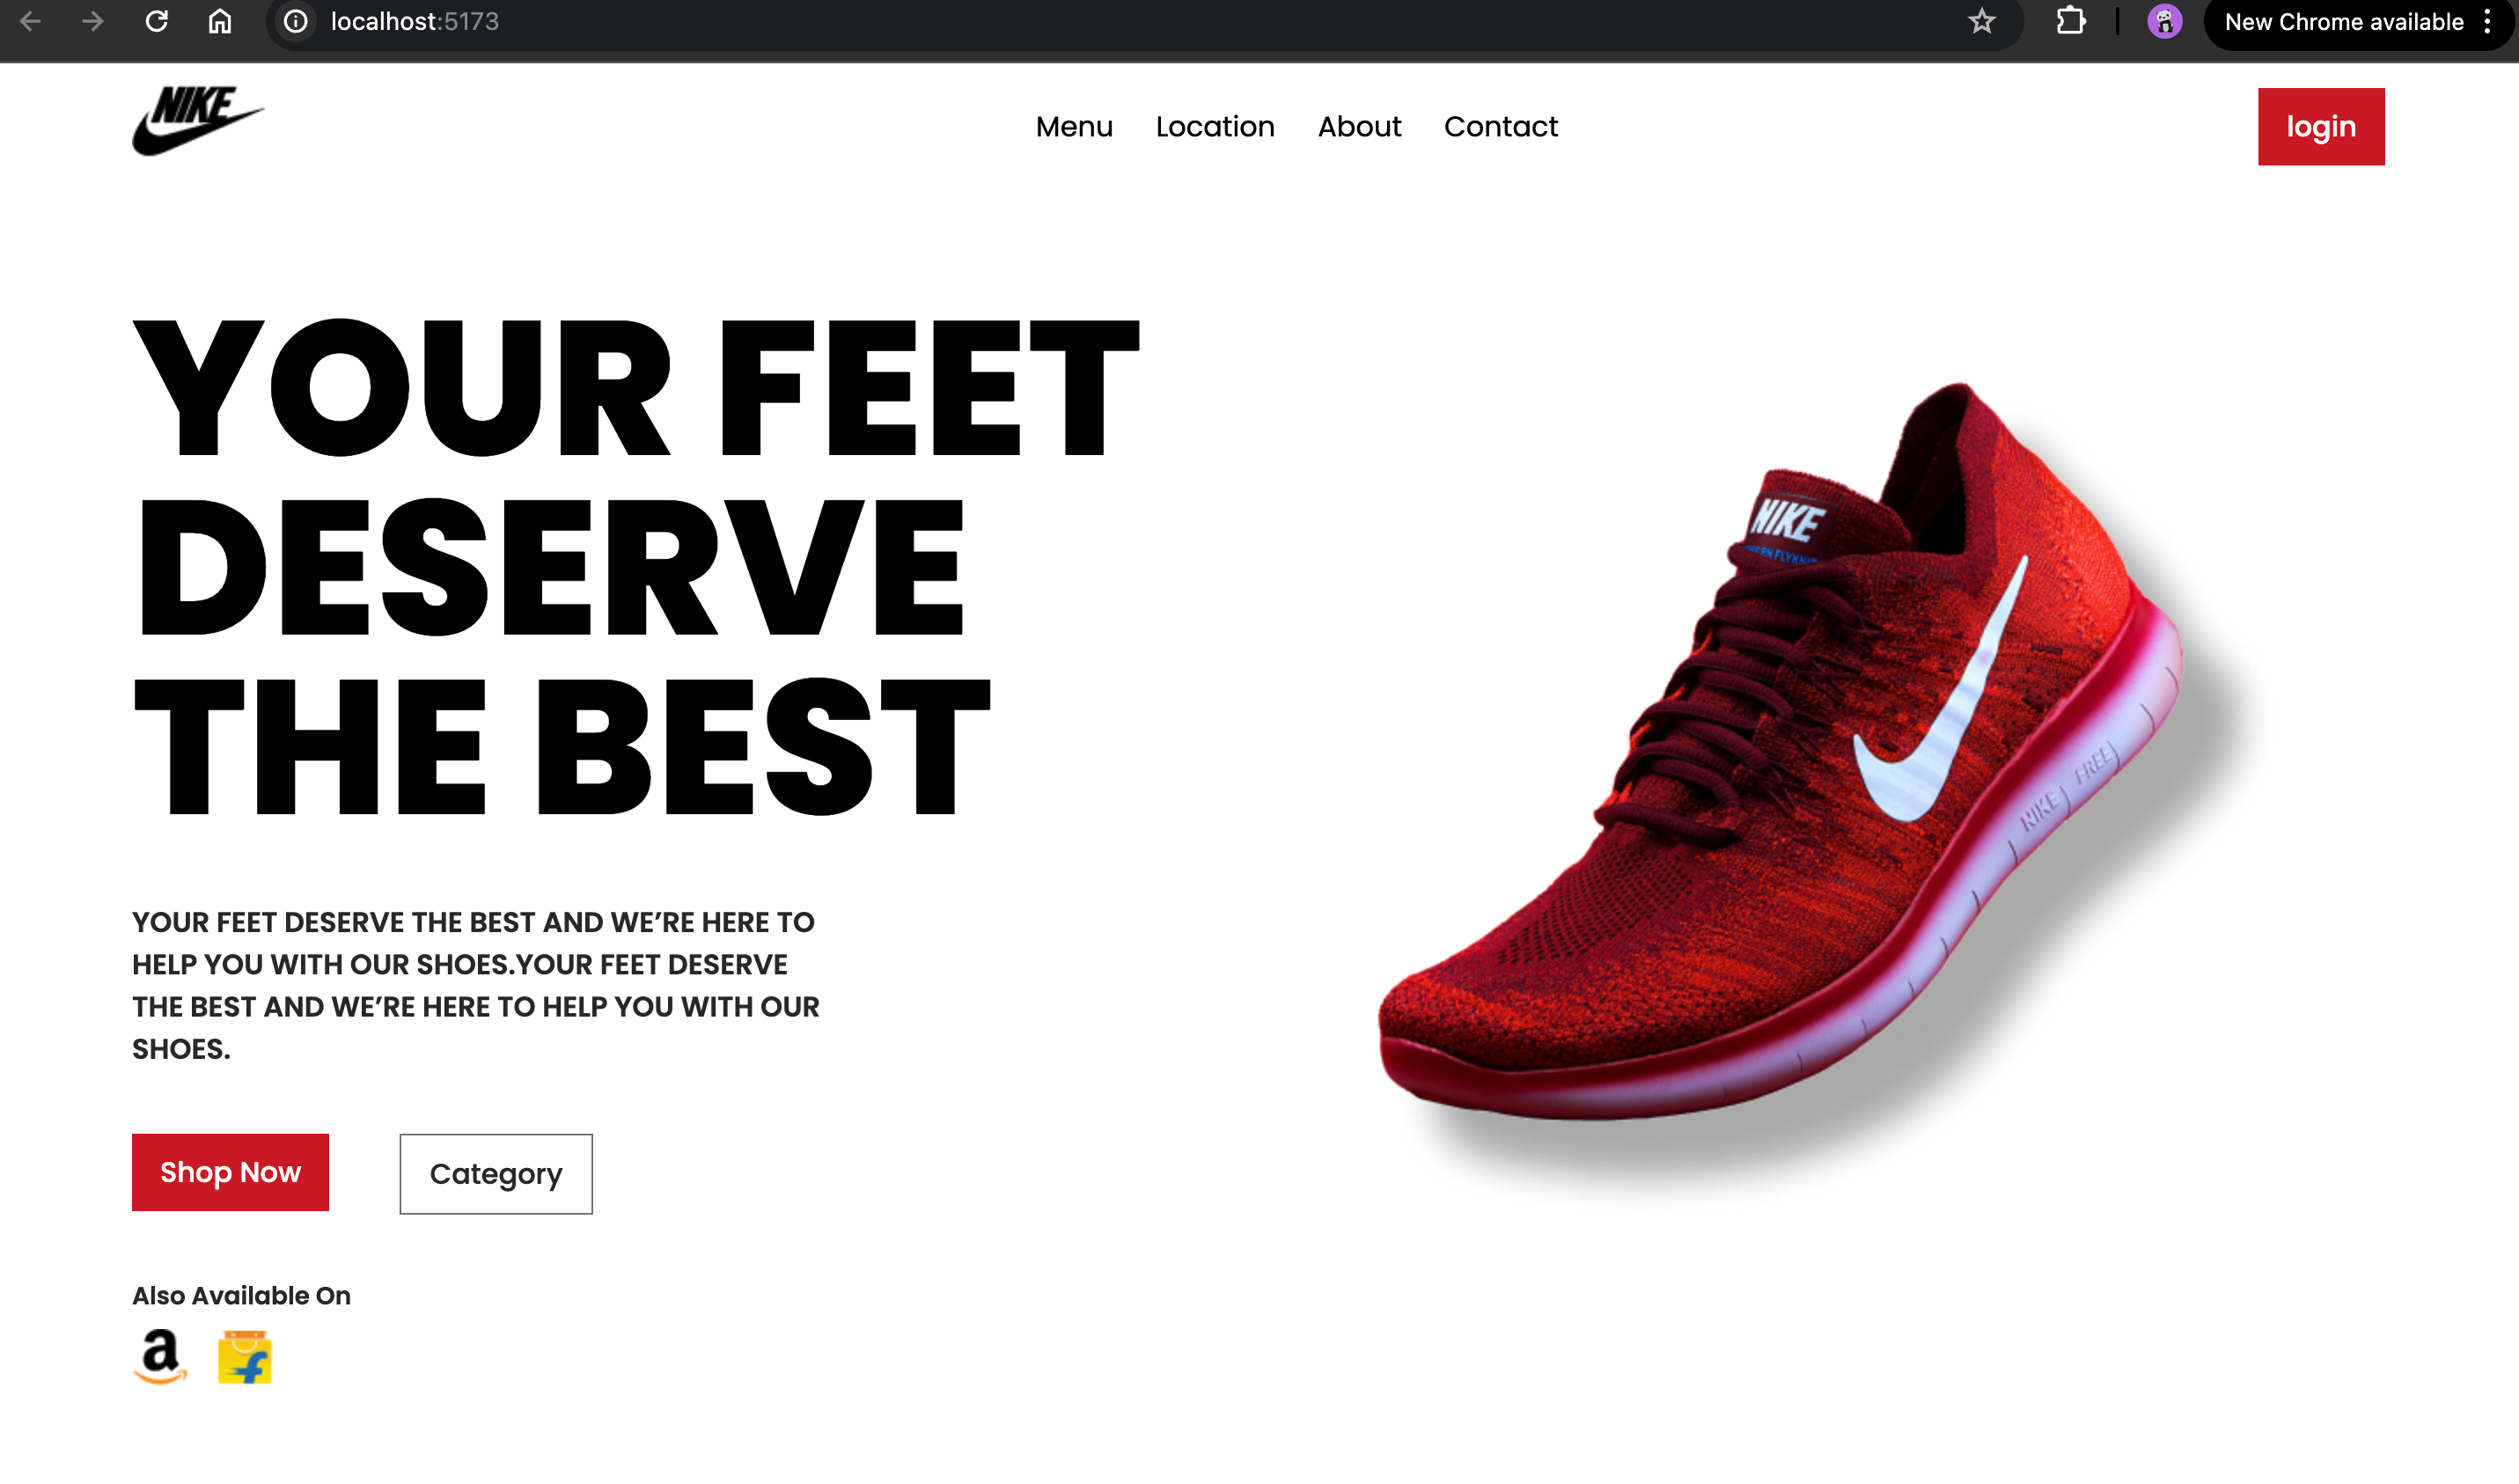 localhost:5173
New Chrome available
NIKE
Menu
Location
About
Contact
login
YOUR FEET
DESERVE
THE BEST
NIKE
NIKE FREE
YOUR FEET DESERVE THE BEST AND WE’RE HERE TO
HELP YOU WITH OUR SHOES.YOUR FEET DESERVE
THE BEST AND WE’RE HERE TO HELP YOU WITH OUR
SHOES.
Shop Now
Category
Also Available On
a
f